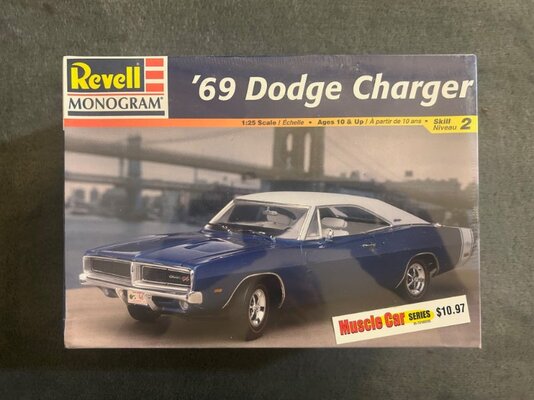 Revell
MONOGRAM
'69 Dodge Charger
1:25 Scale / Échelle • Ages 10 & Up / À partir de 10 ans • Skill Niveau 2
Muscle Car SERIES $10.97